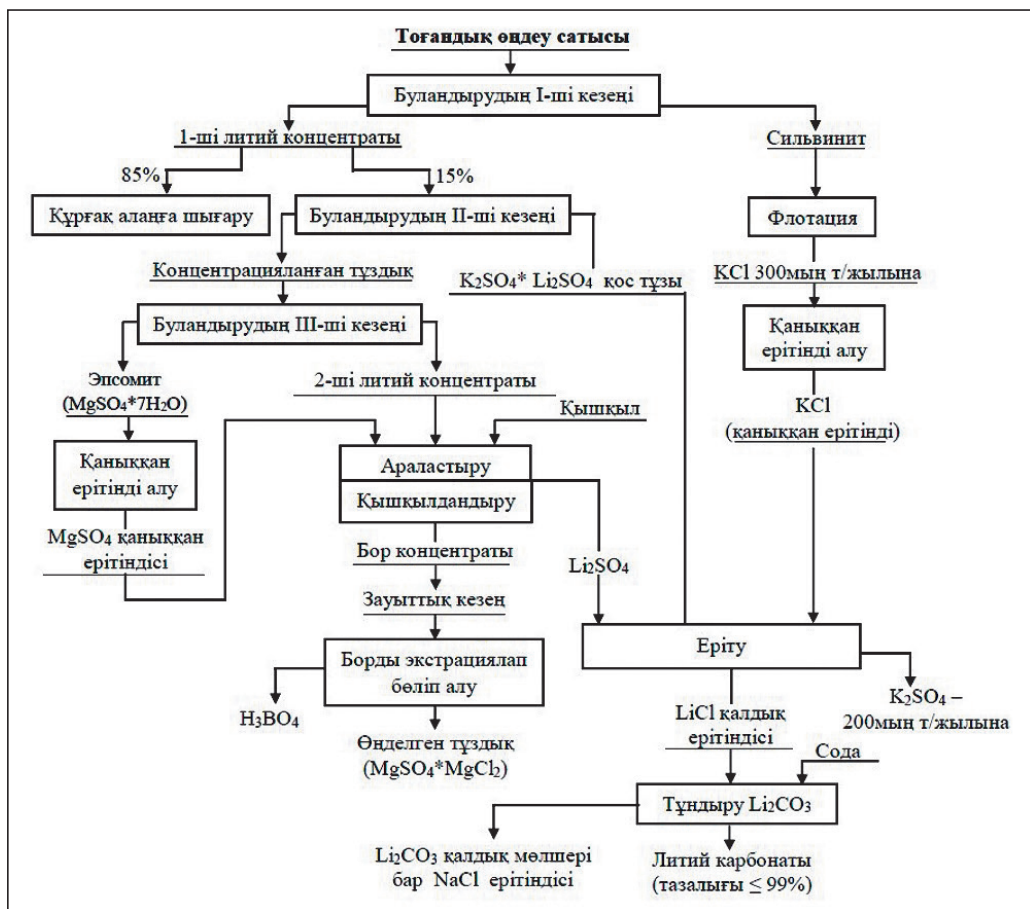 Тоғандық өңдеу сатысы
Буландырудың I-ші кезеңі
1-ші литий концентраты
Сильвинит
85%
15%
Құрғақ алаңға шығару
Буландырудың II-ші кезеңі
Флотация
Концентрацияланған тұздық
K₂SO₄* Li₂SO₄ қос тұзы
KCl 300мың т/жылына
Буландырудың III-ші кезеңі
Қаныққан
ерітінді алу
Эпсомит
(MgSO₄*7H₂O)
2-ші литий концентраты
Қышқыл
KCl
(қаныққан ерітінді)
Қаныққан
ерітінді алу
Араластыру
Қышқылдандыру
MgSO₄ қаныққан
ерітіндісі
Бор концентраты
Li₂SO₄
Зауыттық кезең
Еріту
Борды экстрациялап
бөліп алу
H₃BO₄
Өңделген тұздық
(MgSO₄*MgCl₂)
LiCl қалдық
ерітіндісі
K₂SO₄ –
200мың т/жылына
Сода
Тұндыру Li₂CO₃
Li₂CO₃ қалдық мөлшері
бар NaCl ерітіндісі
Литий карбонаты
(тазалығы ≤ 99%)